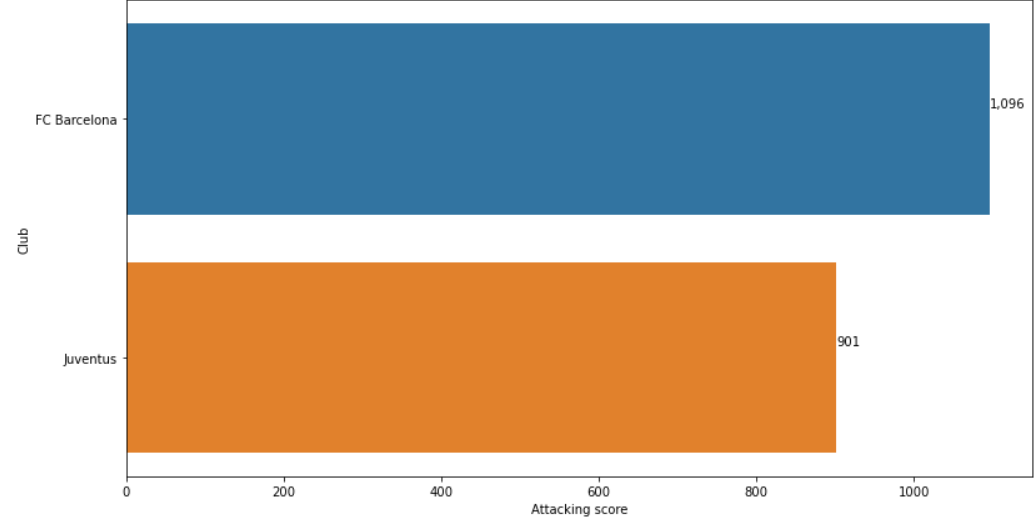 1,096
FC Barcelona
Club
901
Juventus
0 200 400 600 800 1000
Attacking score